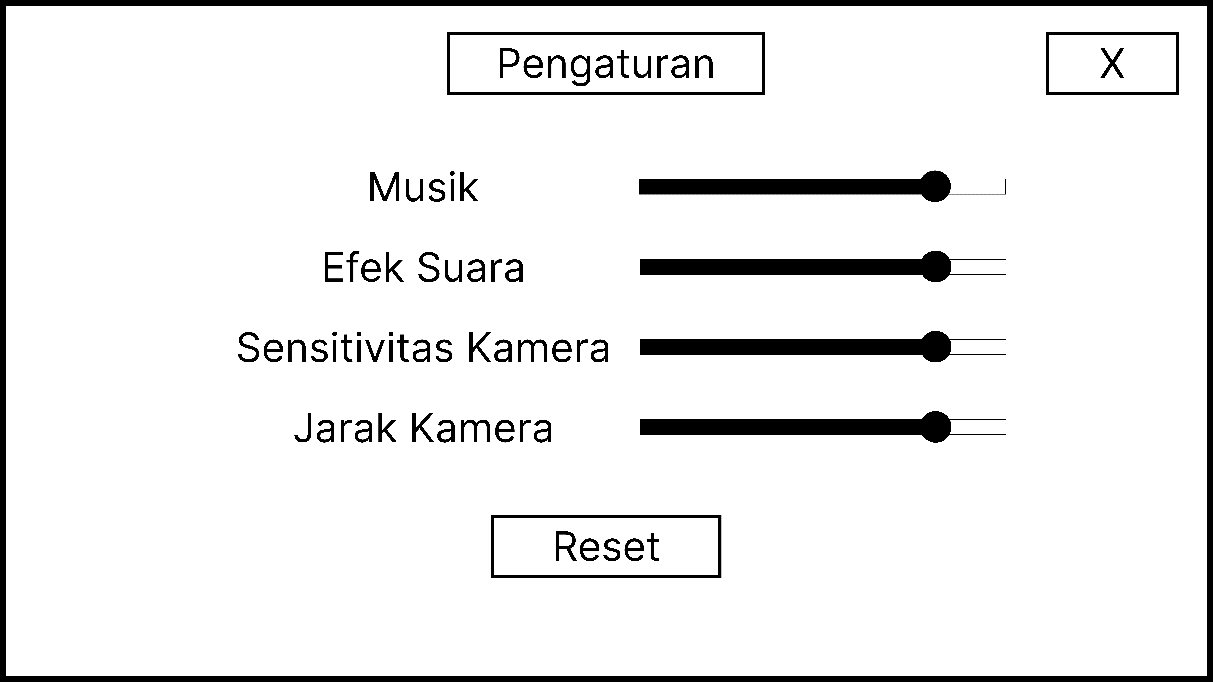 Pengaturan
X
Musik
Efek Suara
Sensitivitas Kamera
Jarak Kamera
Reset